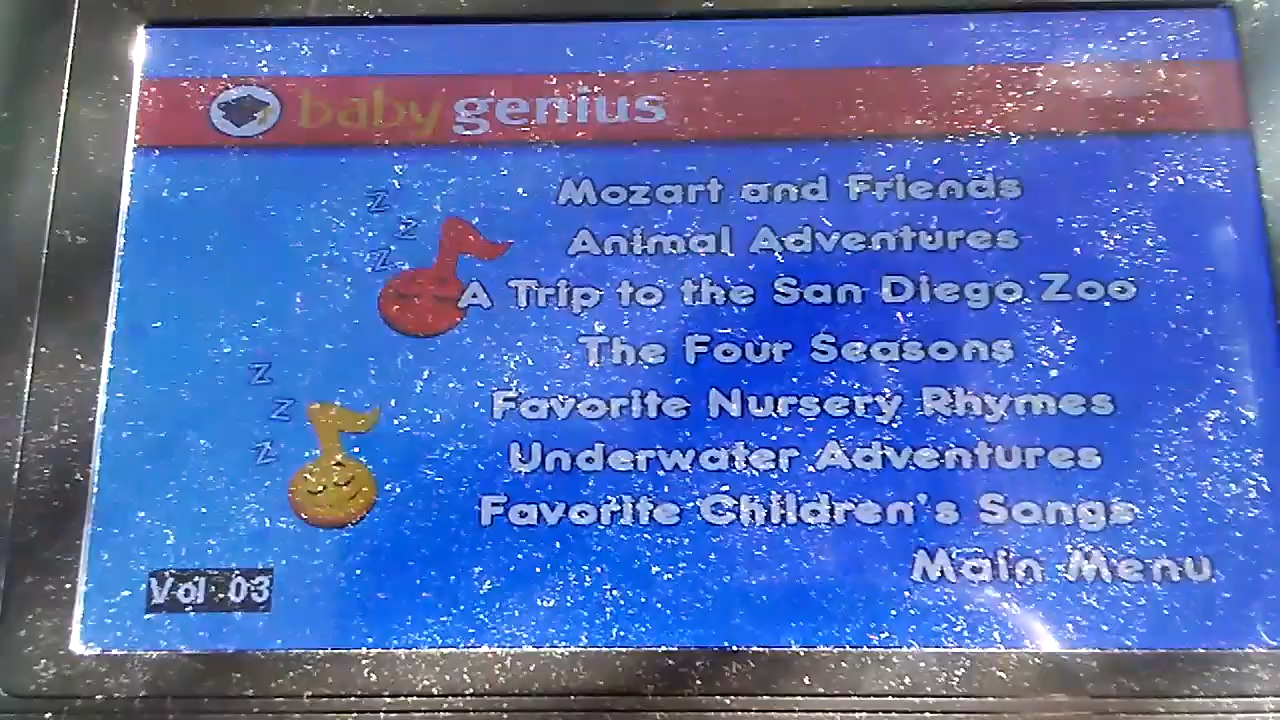 baby genius
Mozart and Friends
Animal Adventures
A Trip to the San Diego Zoo
The Four Seasons
Favorite Nursery Rhymes
Underwater Adventures
Favorite Children's Songs
Main Menu
Vol 03
z
z
z
z
z
z